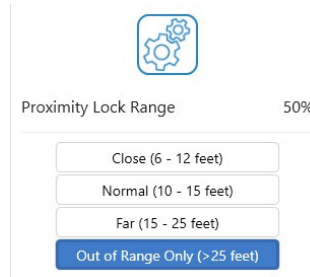 Proximity Lock Range 50%
Close (6 - 12 feet)
Normal (10 - 15 feet)
Far (15 - 25 feet)
Out of Range Only (>25 feet)